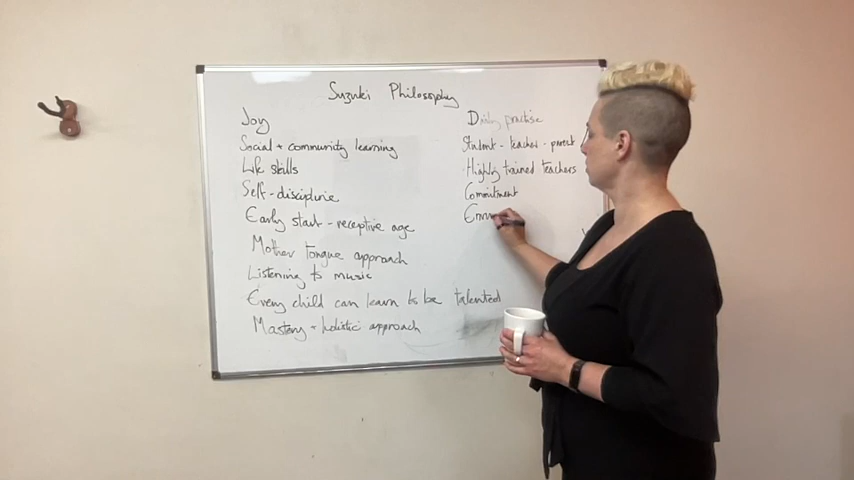 Suzuki Philosophy
Joy
Social + community learning
Life skills
Self-discipline
Early start - receptive age
Mother tongue approach
Listening to music
Every child can learn to be talented
Mastery + holistic approach
Daily practise
Student - teacher - parent
Highly trained teachers
Commitment